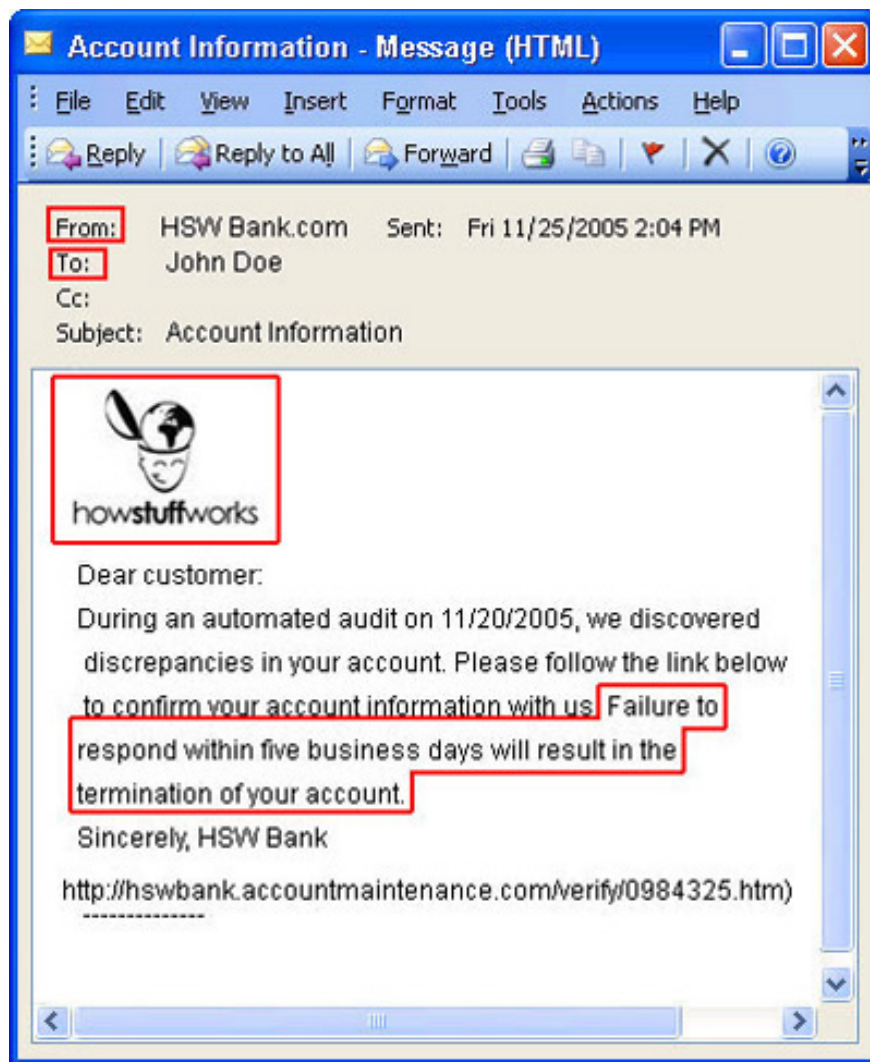 Account Information - Message (HTML)
File Edit View Insert Format Tools Actions Help
Reply Reply to All Forward
From: HSW Bank.com Sent: Fri 11/25/2005 2:04 PM
To: John Doe
Cc:
Subject: Account Information
howstuffworks
Dear customer:
During an automated audit on 11/20/2005, we discovered
discrepancies in your account. Please follow the link below
to confirm your account information with us. Failure to
respond within five business days will result in the
termination of your account.
Sincerely, HSW Bank
http://hswbank.accountmaintenance.com/verify/0984325.htm)
--------------